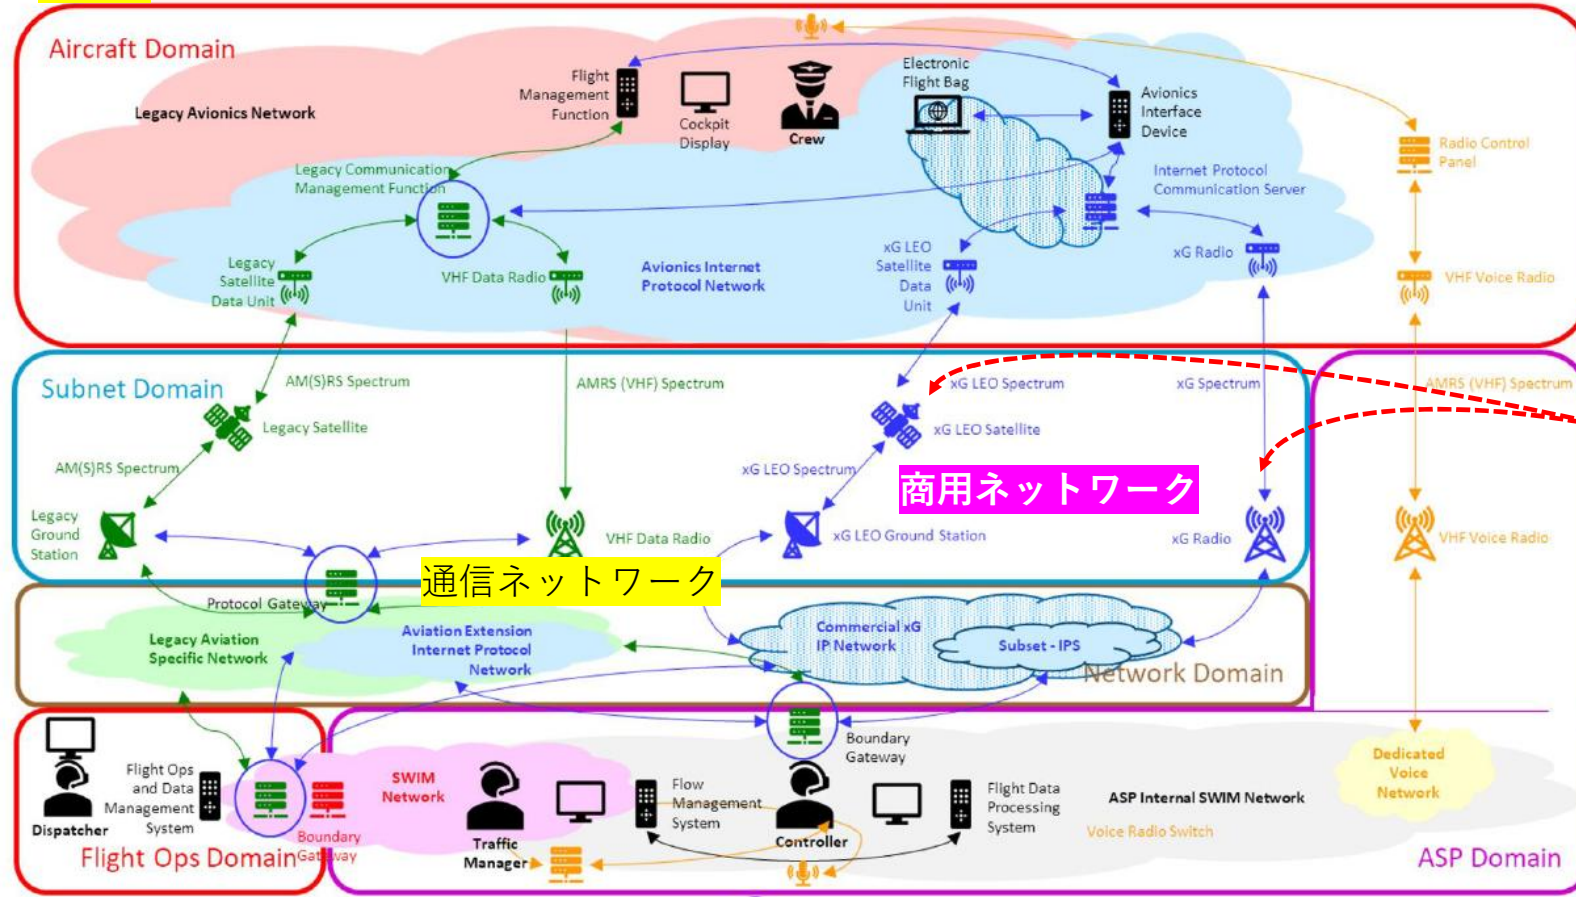 Aircraft Domain
Legacy Avionics Network
Flight
Management
Function
Cockpit
Display
Crew
Electronic
Flight Bag
Avionics
Interface
Device
Radio Control
Panel
Legacy Communication
Management Function
Internet Protocol
Communication Server
Legacy
Satellite
Data Unit
VHF Data Radio
Avionics Internet
Protocol Network
xG LEO
Satellite
Data
Unit
xG Radio
VHF Voice Radio
Subnet Domain
AM(S)RS Spectrum
AMRS (VHF) Spectrum
xG LEO Spectrum
xG Spectrum
AMRS (VHF) Spectrum
Legacy Satellite
xG LEO Satellite
AM(S)RS Spectrum
xG LEO Spectrum
商用ネットワーク
Legacy
Ground
Station
VHF Data Radio
xG LEO Ground Station
xG Radio
VHF Voice Radio
通信ネットワーク
Protocol Gateway
Legacy Aviation
Specific Network
Aviation Extension
Internet Protocol
Network
Commercial xG
IP Network
Subset - IPS
Network Domain
Boundary
Gateway
Dispatcher
Flight Ops
and Data
Management
System
Boundary
Gateway
Flight Ops Domain
SWIM
Network
Traffic
Manager
Flow
Management
System
Controller
Flight Data
Processing
System
ASP Internal SWIM Network
Voice Radio Switch
Dedicated
Voice
Network
ASP Domain